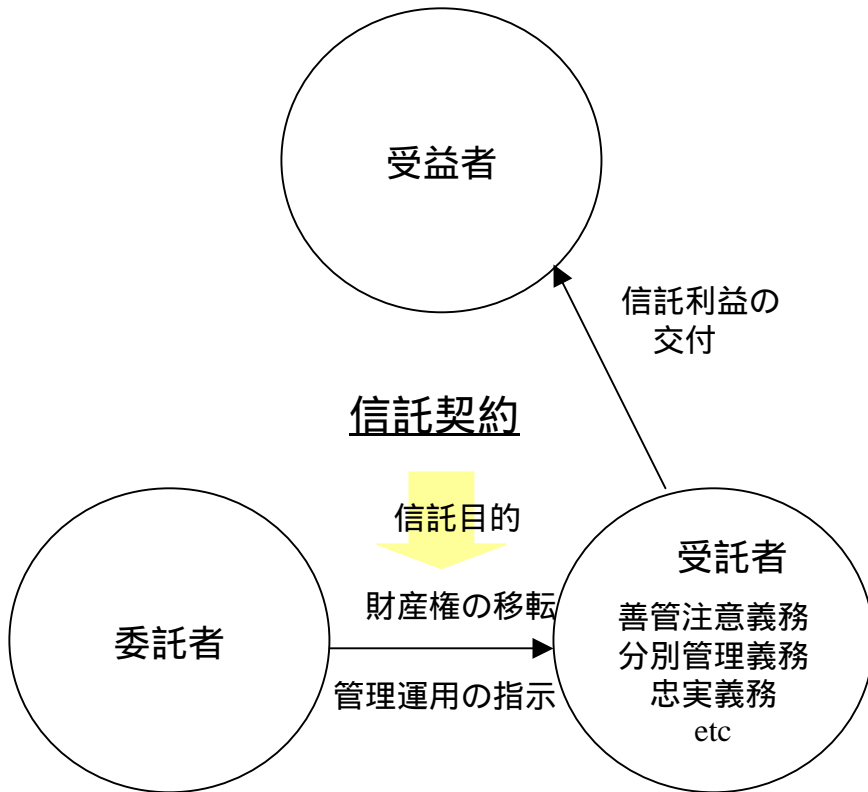 受益者
信託利益の
交付
信託契約
信託目的
財産権の移転
管理運用の指示
委託者
受託者
善管注意義務
分別管理義務
忠実義務
etc